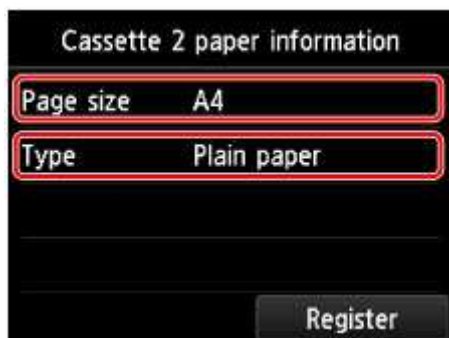 Cassette 2 paper information
Page size A4
Type Plain paper
Register